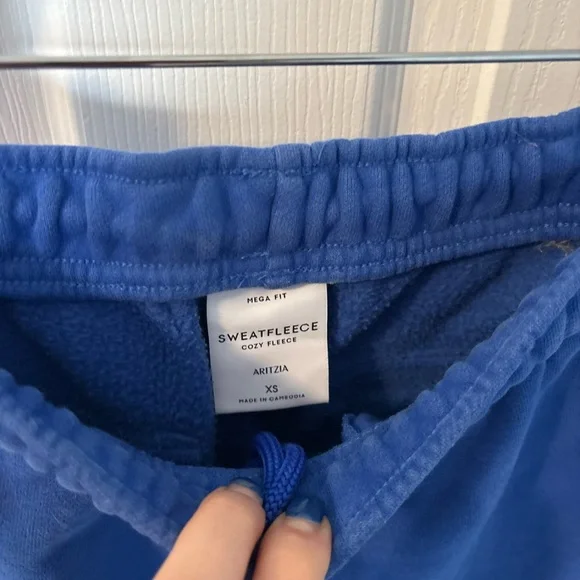 MEGA FIT
SWEATFLEECE
COZY FLEECE
ARITZIA
XS
MADE IN CAMBODIA